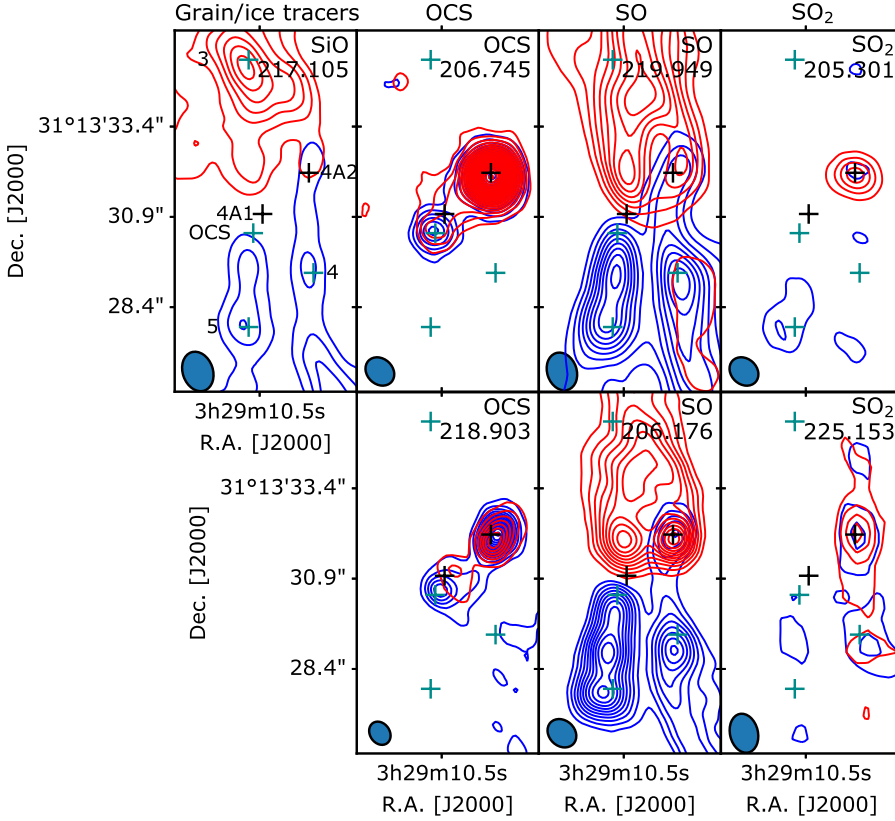 Grain/ice tracers
OCS
SO
SO₂
SiO
217.105
OCS
206.745
SO
219.949
SO₂
205.301
3
4A2
4A1
OCS
4
5
Dec. [J2000]
31°13'33.4"
30.9"
28.4"
3h29m10.5s
R.A. [J2000]
OCS
218.903
SO
206.176
SO₂
225.153
Dec. [J2000]
31°13'33.4"
30.9"
28.4"
3h29m10.5s
3h29m10.5s
3h29m10.5s
R.A. [J2000]
R.A. [J2000]
R.A. [J2000]